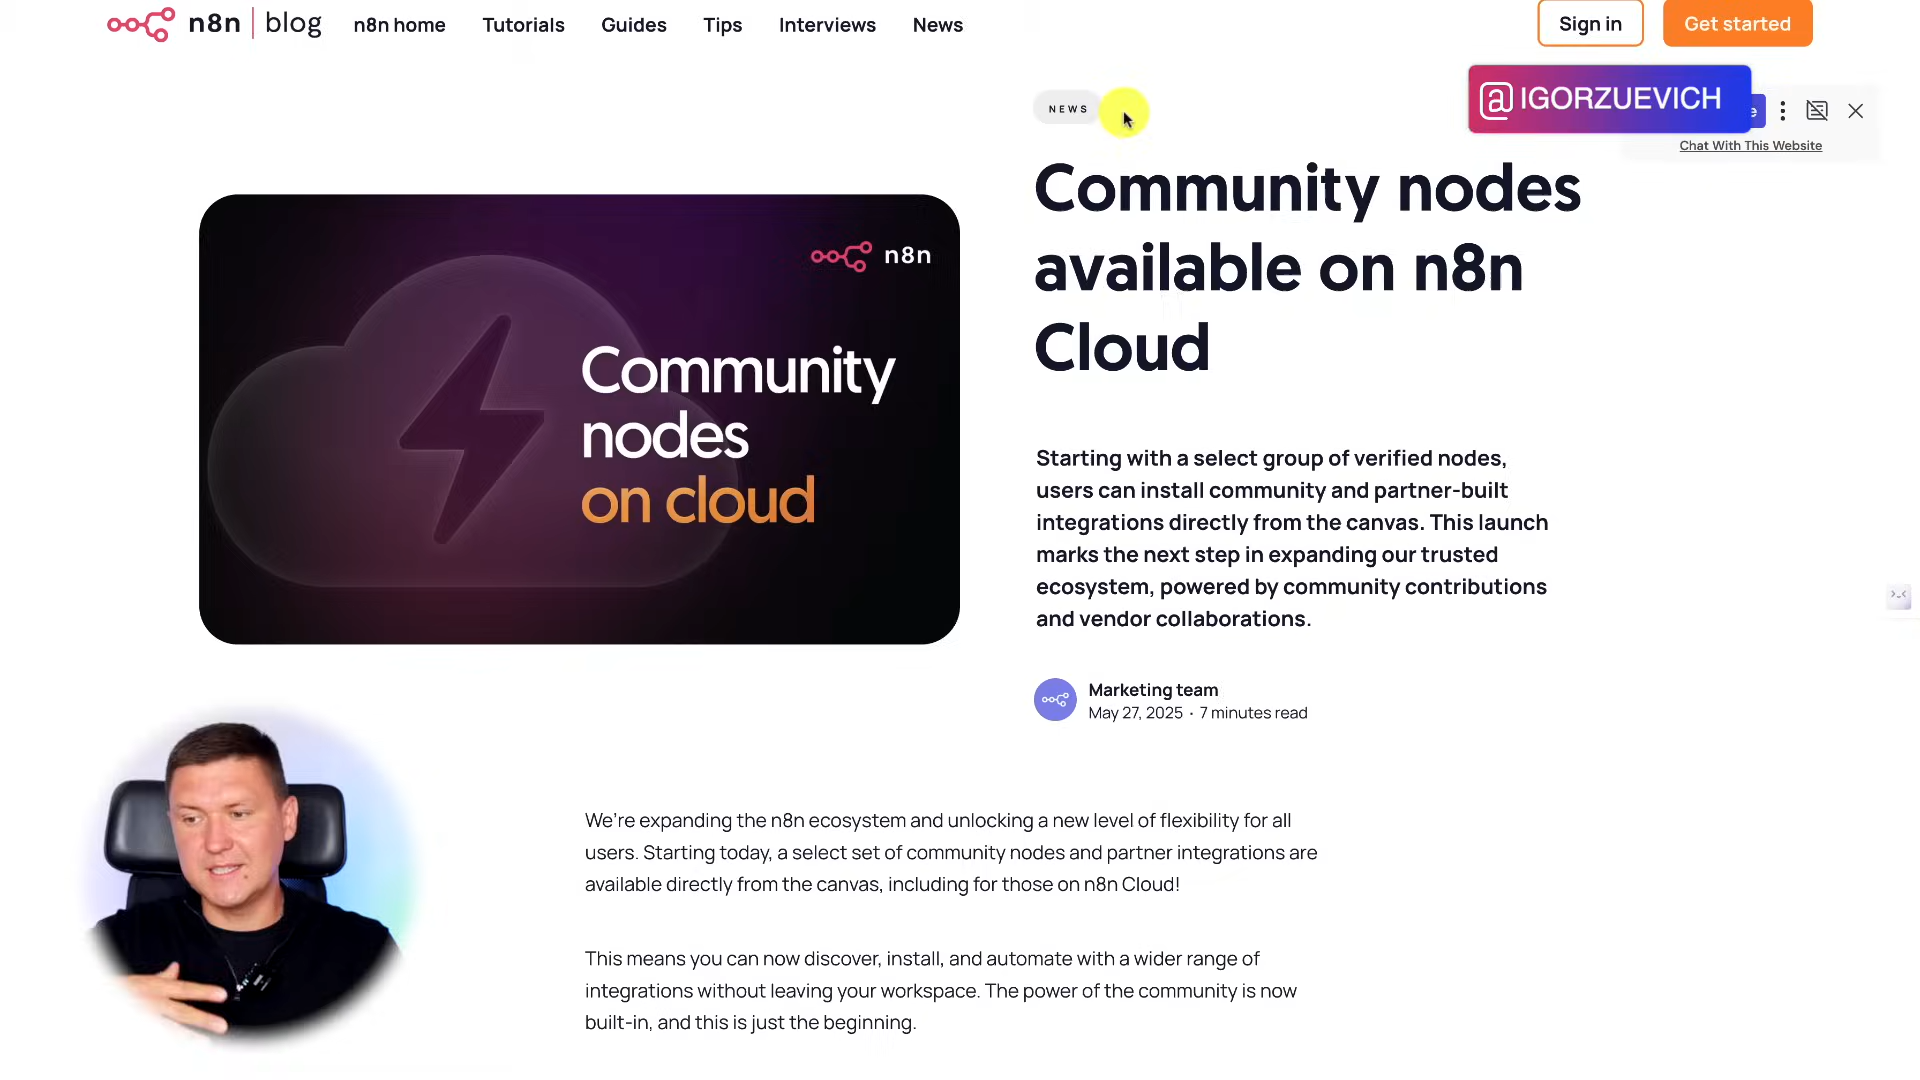 n8n | blog
n8n home
Tutorials
Guides
Tips
Interviews
News
Sign in
Get started
@IGORZUEVICH
Chat With This Website
NEWS
Community nodes
available on n8n
Cloud
n8n
Community
nodes
on cloud
Starting with a select group of verified nodes,
users can install community and partner-built
integrations directly from the canvas. This launch
marks the next step in expanding our trusted
ecosystem, powered by community contributions
and vendor collaborations.
Marketing team
May 27, 2025 • 7 minutes read
We're expanding the n8n ecosystem and unlocking a new level of flexibility for all
users. Starting today, a select set of community nodes and partner integrations are
available directly from the canvas, including for those on n8n Cloud!
This means you can now discover, install, and automate with a wider range of
integrations without leaving your workspace. The power of the community is now
built-in, and this is just the beginning.